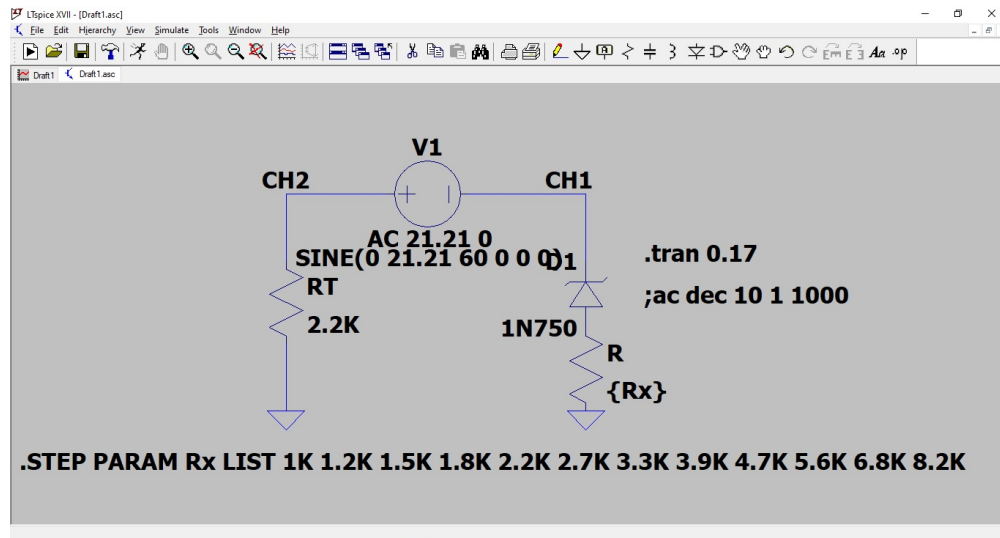 LTspice XVII - [Draft1.asc]
File Edit Hierarchy View Simulate Tools Window Help
Aa .op
Draft1 Draft1.asc
V1
CH2 CH1
AC 21.21 0
SINE(0 21.21 60 0 0 0) D1
.tran 0.17
RT
2.2K
;ac dec 10 1 1000
1N750
R
{Rx}
.STEP PARAM Rx LIST 1K 1.2K 1.5K 1.8K 2.2K 2.7K 3.3K 3.9K 4.7K 5.6K 6.8K 8.2K